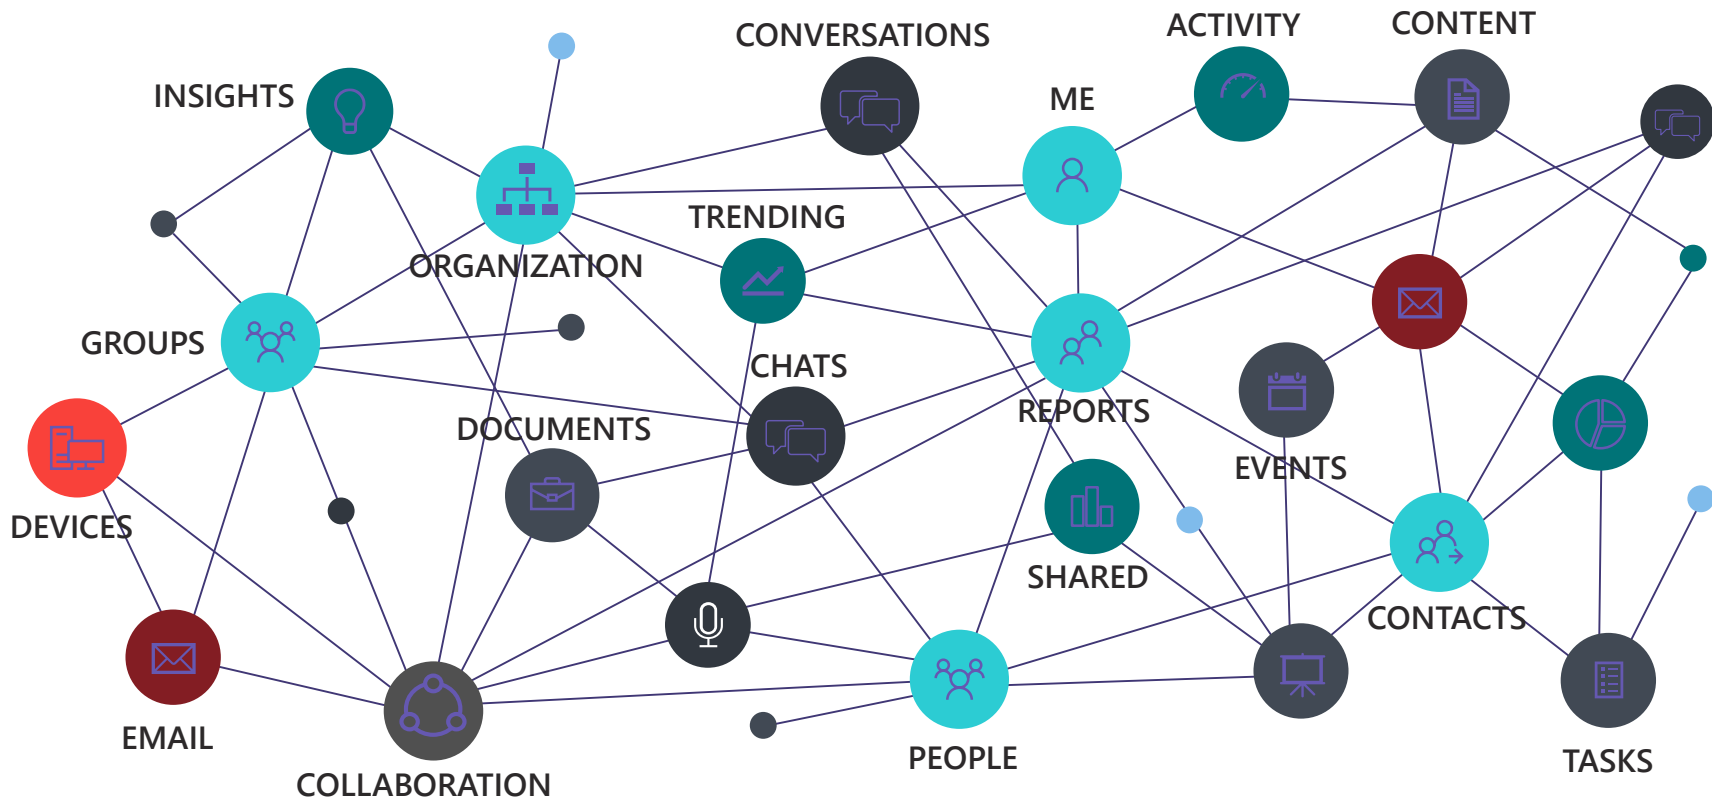 CONVERSATIONS
ACTIVITY
CONTENT
INSIGHTS
ME
TRENDING
ORGANIZATION
GROUPS
CHATS
DOCUMENTS
REPORTS
EVENTS
DEVICES
SHARED
CONTACTS
EMAIL
PEOPLE
TASKS
COLLABORATION